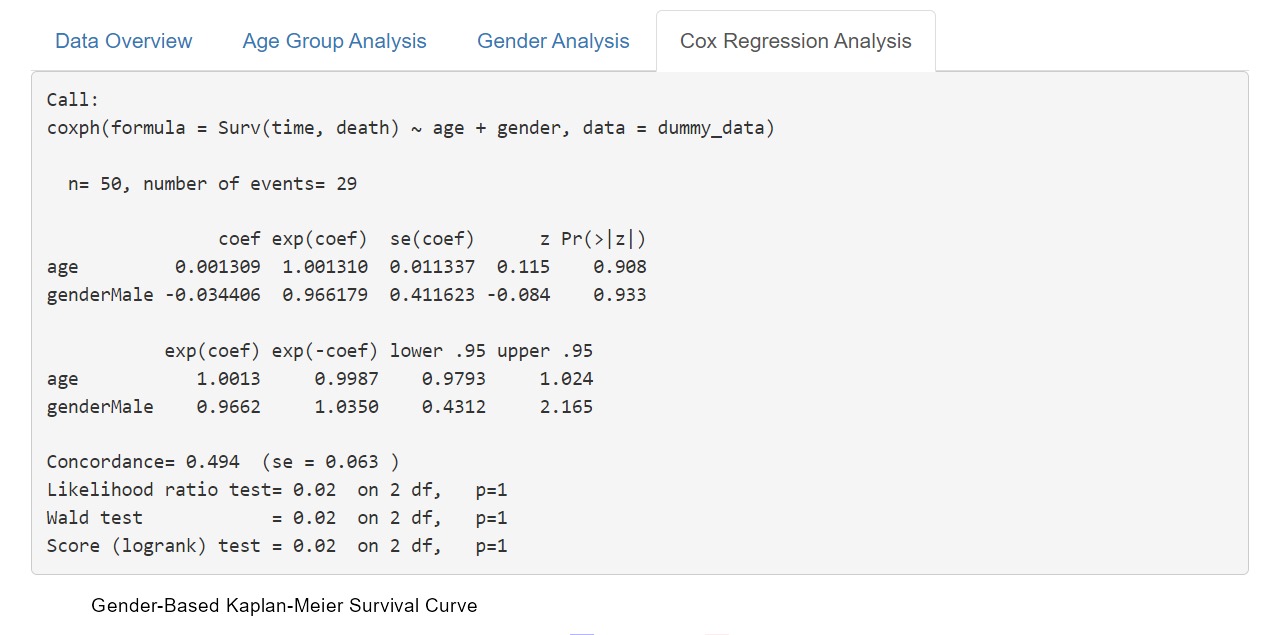 Data Overview Age Group Analysis Gender Analysis Cox Regression Analysis
Call:
coxph(formula = Surv(time, death) ~ age + gender, data = dummy_data)
n= 50, number of events= 29
coef exp(coef) se(coef) z Pr(>|z|)
age 0.001309 1.001310 0.011337 0.115 0.908
genderMale -0.034406 0.966179 0.411623 -0.084 0.933
exp(coef) exp(-coef) lower .95 upper .95
age 1.0013 0.9987 0.9793 1.024
genderMale 0.9662 1.0350 0.4312 2.165
Concordance= 0.494 (se = 0.063 )
Likelihood ratio test= 0.02 on 2 df, p=1
Wald test = 0.02 on 2 df, p=1
Score (logrank) test = 0.02 on 2 df, p=1
Gender-Based Kaplan-Meier Survival Curve